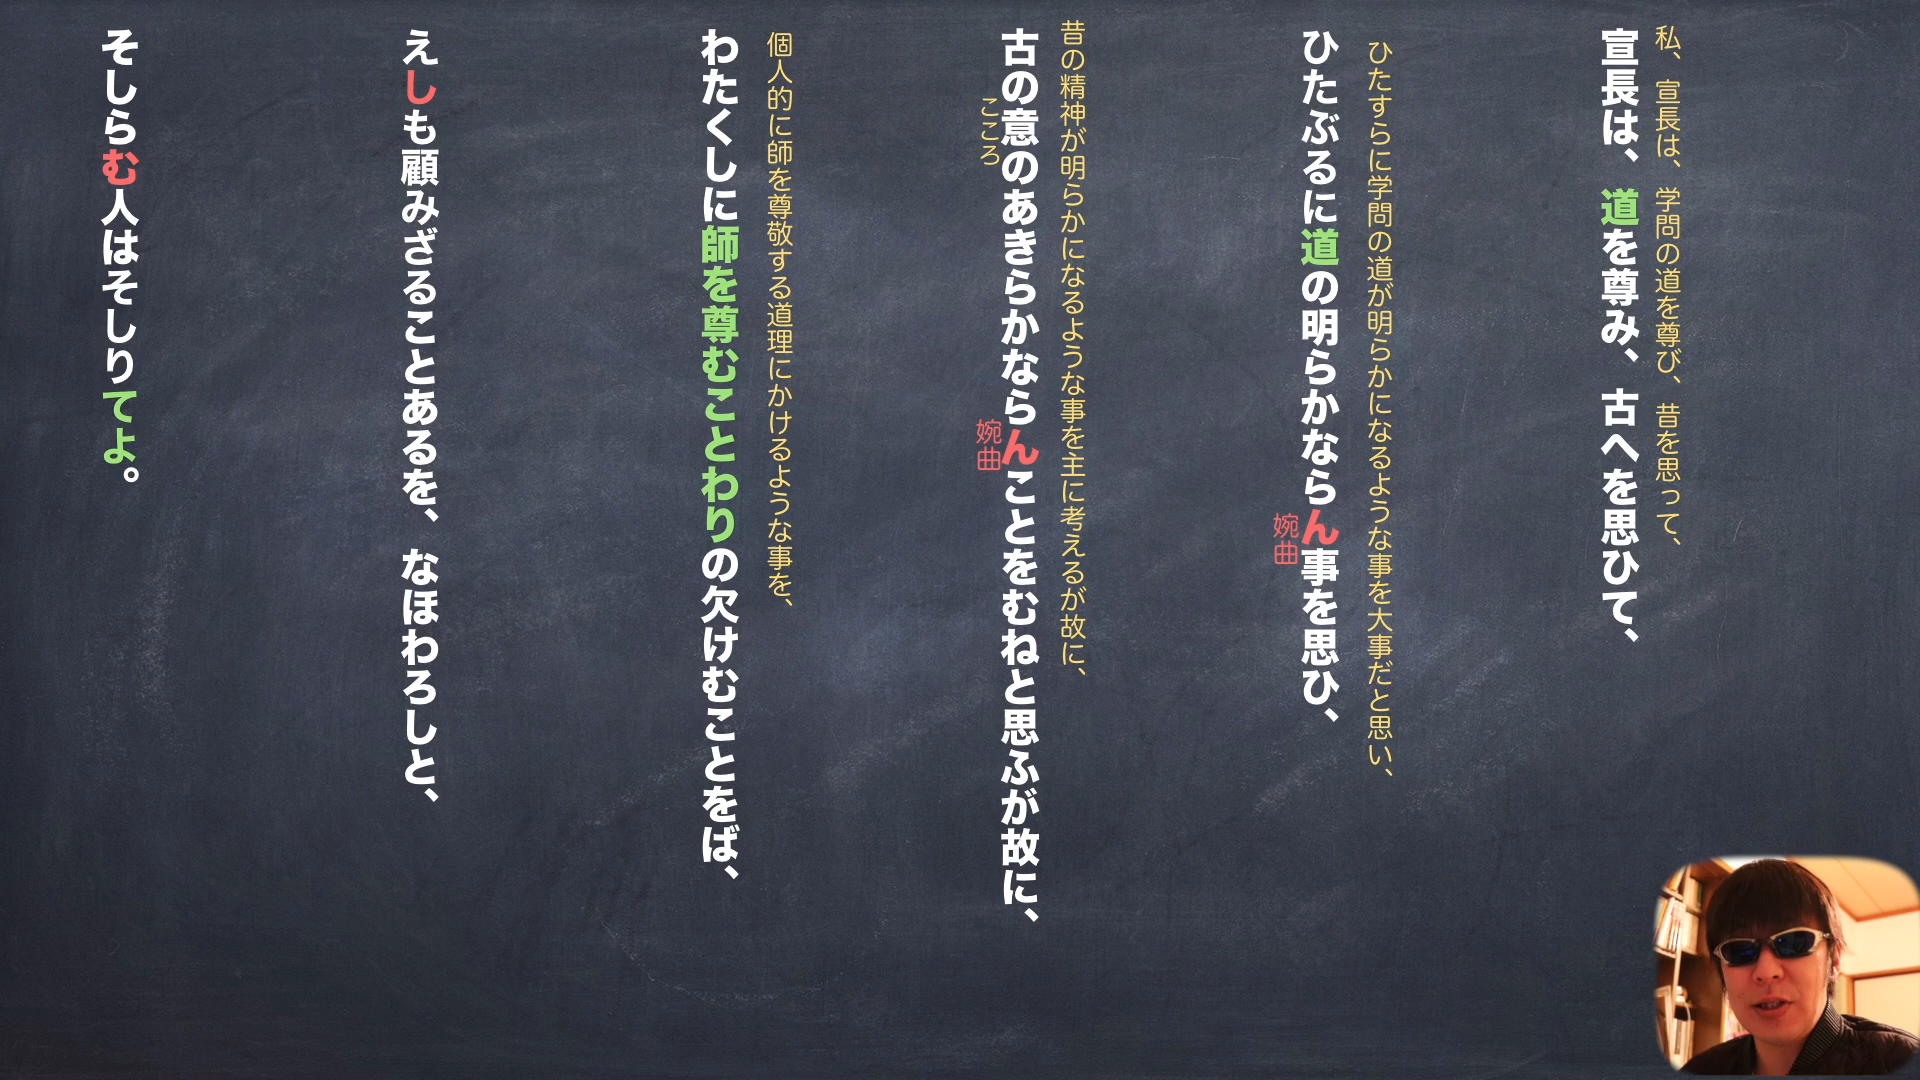 私、宣長は、学問の道を尊び、昔を思って、
宣長は、道を尊み、古へを思ひて、
ひたすらに学問の道が明らかになるような事を大事だと思い、
ひたぶるに道の明らかならん事を思ひ、
婉曲
昔の精神が明らかになるような事を主に考えるが故に、
古の意のあきらかならんことをむねと思ふが故に、
こころ
婉曲
個人的に師を尊敬する道理にかけるような事を、
わたくしに師を尊むことわりの欠けむことをば、
えしも顧みざることあるを、なほわろしと、
そしらむ人はそしりてよ。